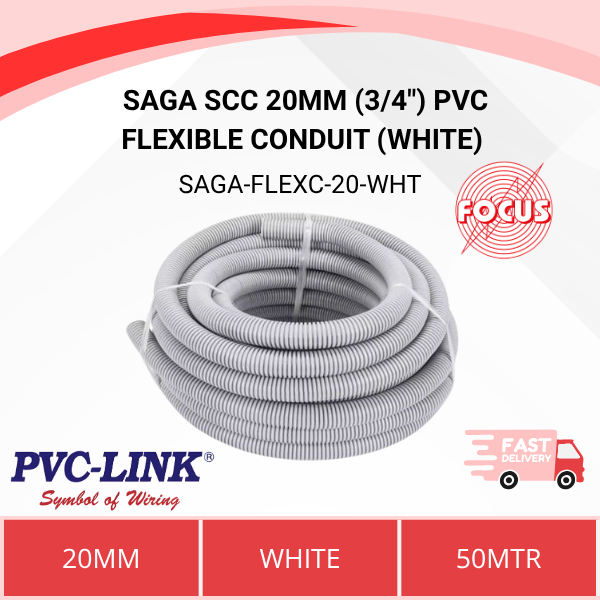 SAGA SCC 20MM (3/4") PVC
FLEXIBLE CONDUIT (WHITE)
SAGA-FLEXC-20-WHT
FOCUS
FAST
DELIVERY
PVC-LINK®
Symbol of Wiring
20MM
WHITE
50MTR